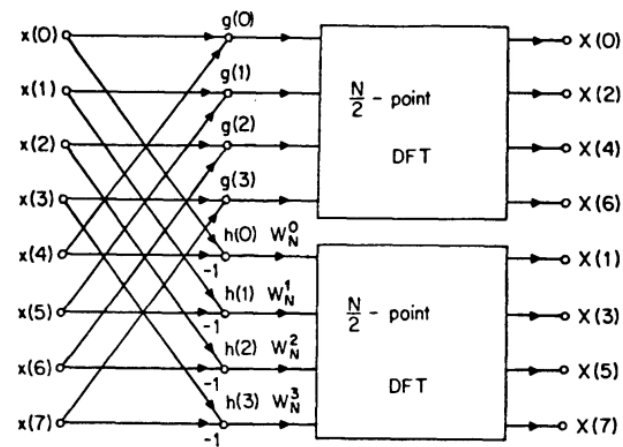 x(0) g(0) X(0)
x(1) g(1) N/2 - point X(2)
x(2) g(2) DFT X(4)
x(3) g(3) X(6)
x(4) -1 h(0) W_N^0 X(1)
x(5) -1 h(1) W_N^1 N/2 - point X(3)
x(6) -1 h(2) W_N^2 DFT X(5)
x(7) -1 h(3) W_N^3 X(7)